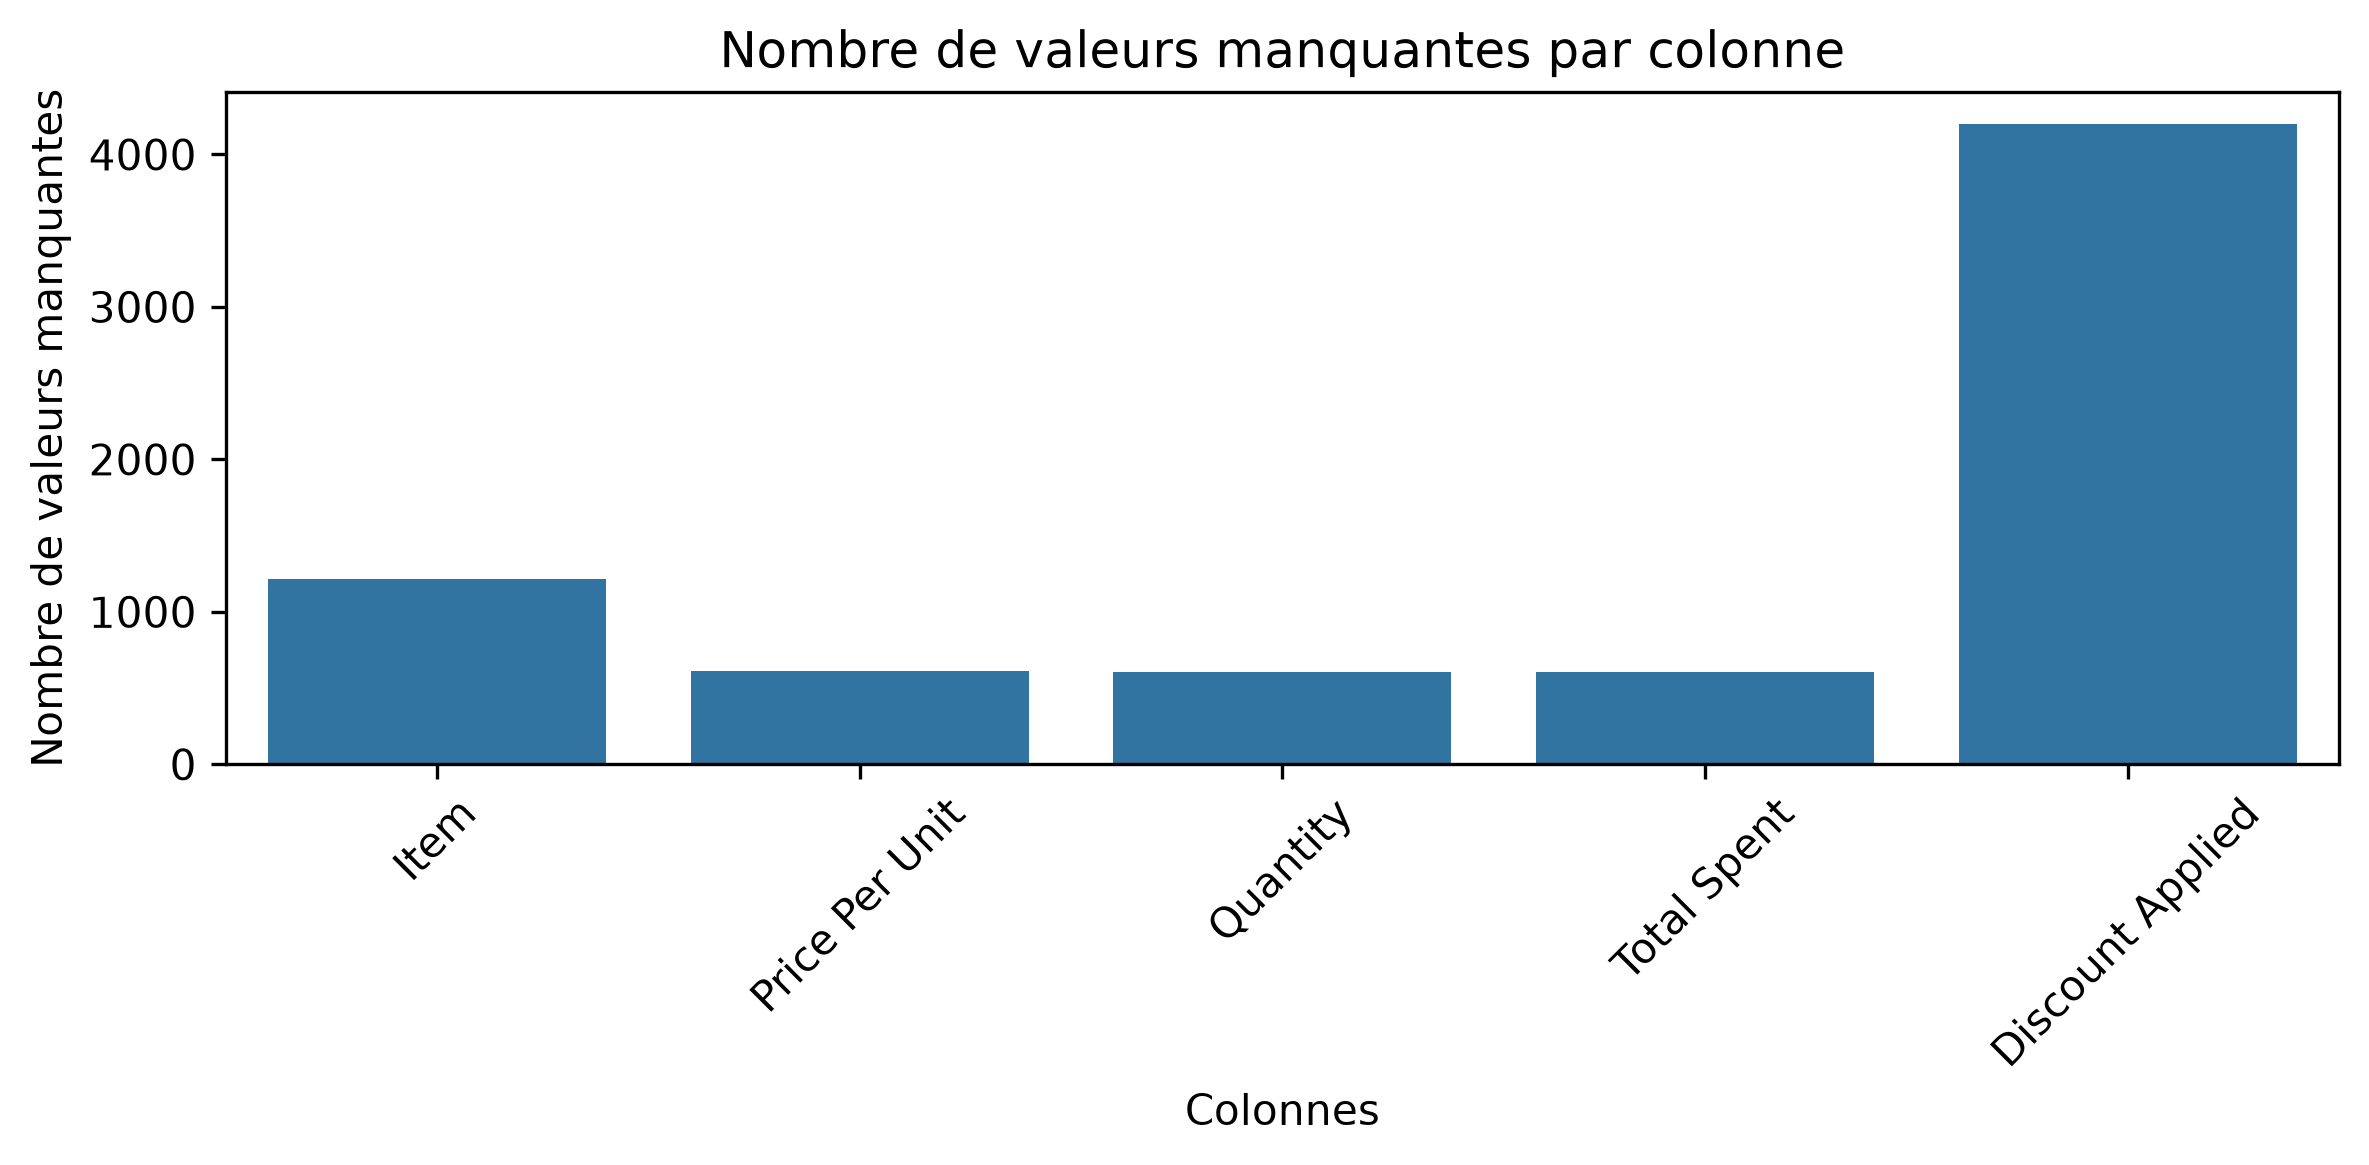 Nombre de valeurs manquantes par colonne
Nombre de valeurs manquantes
4000
3000
2000
1000
0
Item
Price Per Unit
Quantity
Total Spent
Discount Applied
Colonnes